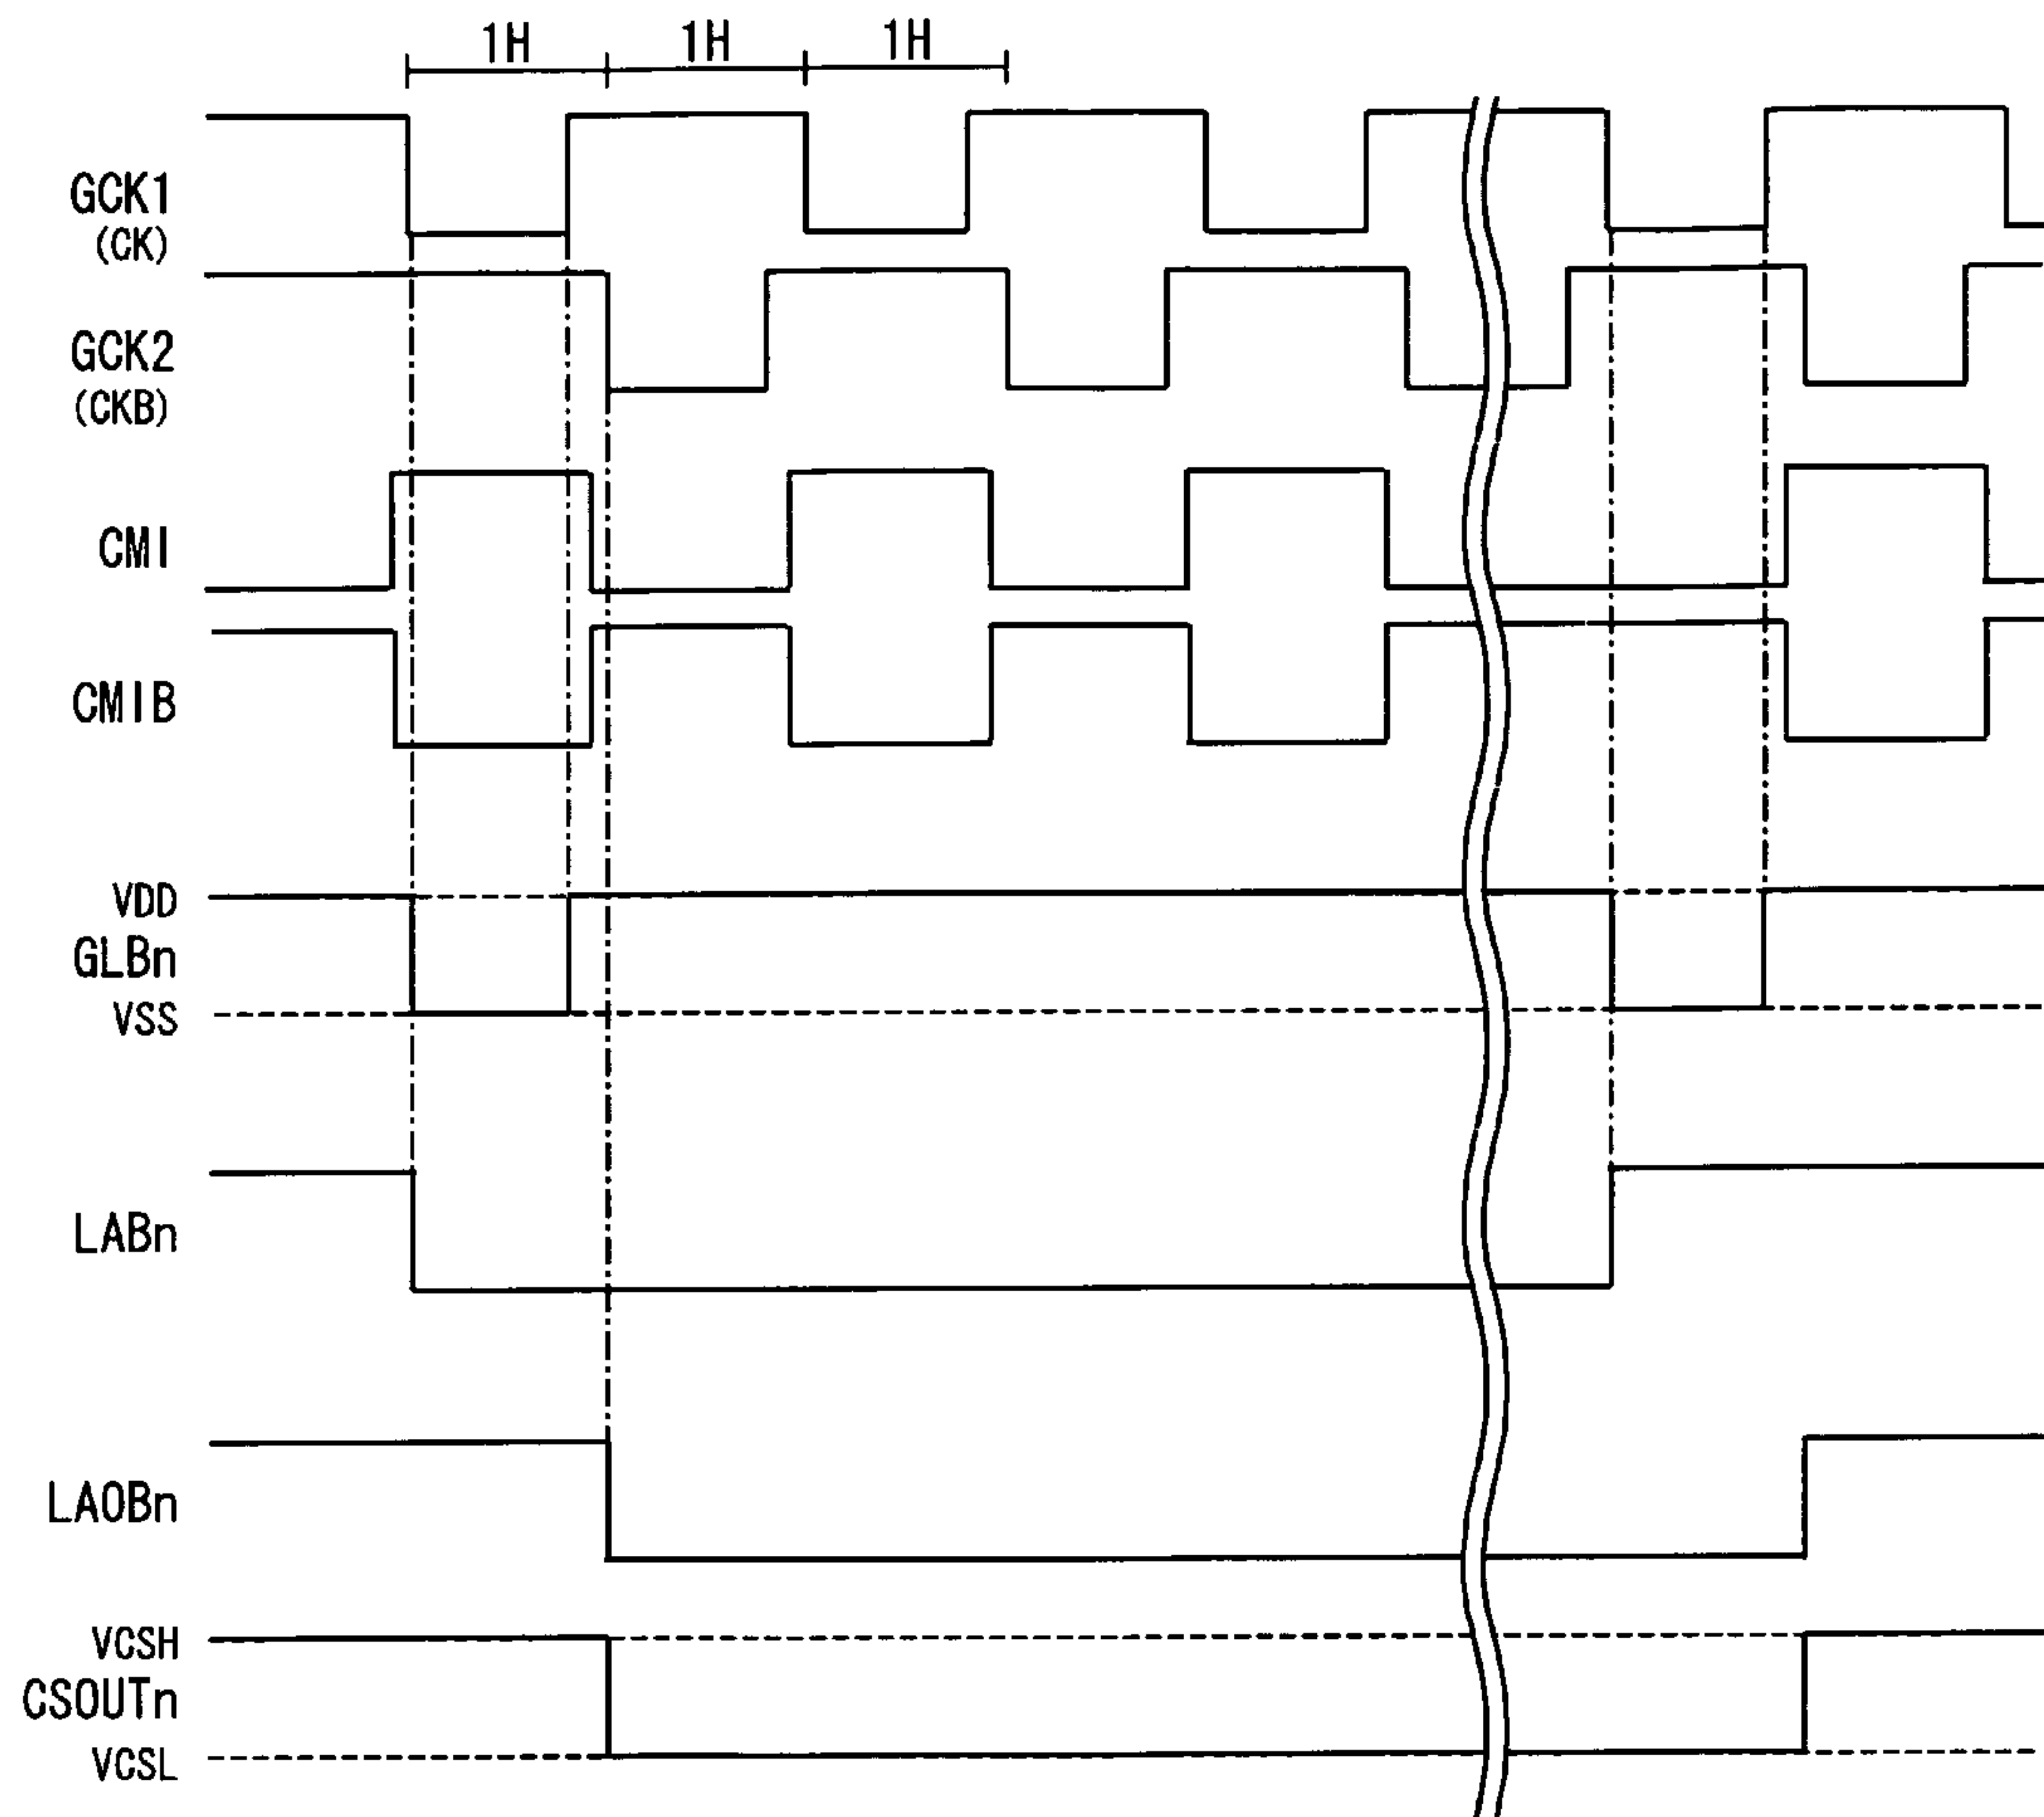 1H 1H 1H
GCK1
(CK)
GCK2
(CKB)
CMI
CMIB
VDD
GLBn
VSS
LABn
LAOBn
VCSH
CSOUTn
VCSL